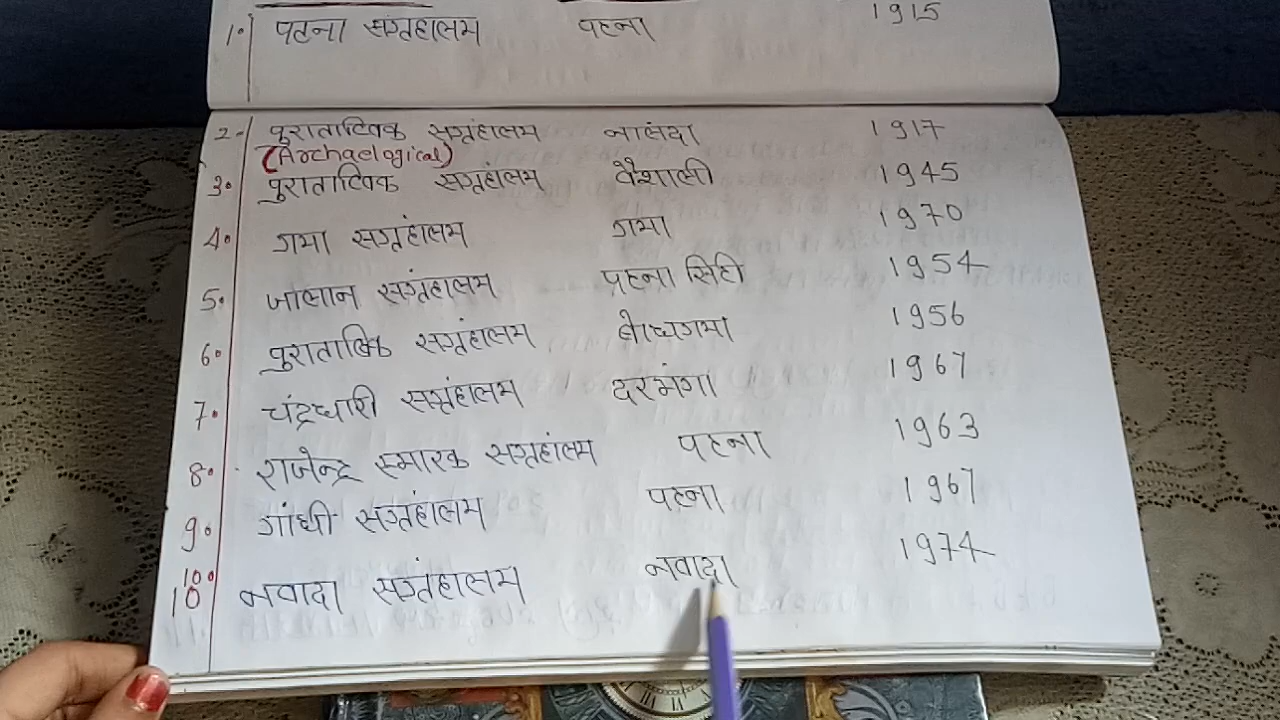 1. पटना संग्रहालय पटना 1915
2. पुरातात्विक संग्रहालय नालंदा 1917
(Archaelogical)
3. पुरातात्विक संग्रहालय वैशाली 1945
4. गया संग्रहालय गया 1970
5. जालान संग्रहालय पटना सिटी 1954
6. पुरातात्विक संग्रहालय बोधगया 1956
7. चंद्रधारी संग्रहालय दरभंगा 1967
8. राजेन्द्र स्मारक संग्रहालय पटना 1963
9. गांधी संग्रहालय पटना 1967
10.
10 नवादा संग्रहालय नवादा 1974